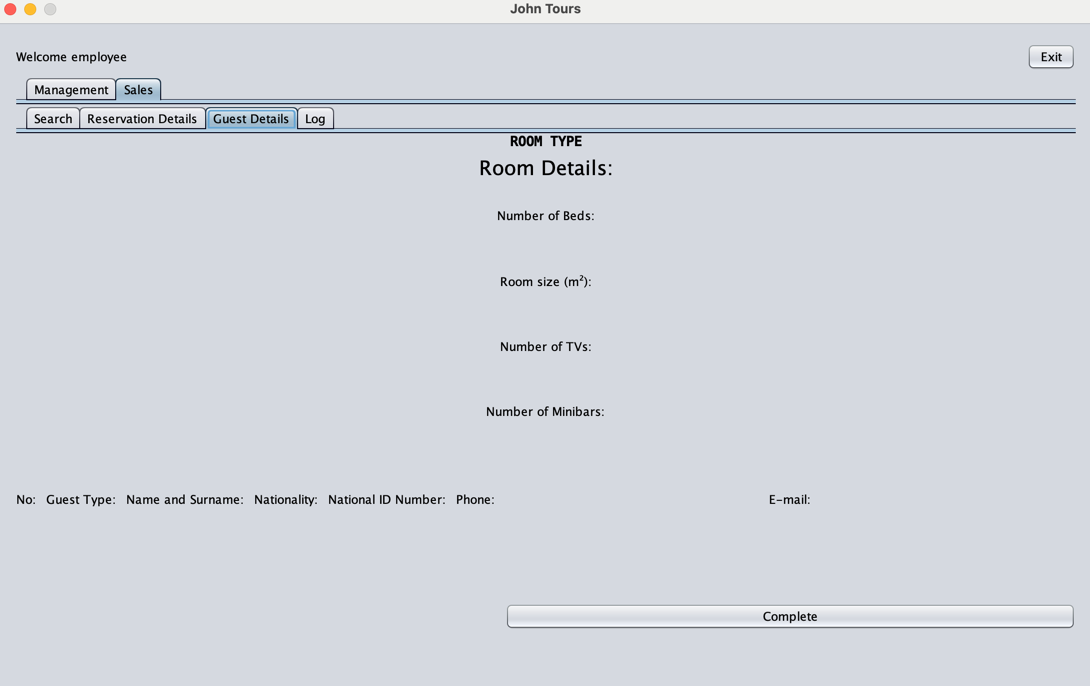 John Tours
Welcome employee
Exit
Management Sales
Search Reservation Details Guest Details Log
ROOM TYPE
Room Details:
Number of Beds:
Room size (m²):
Number of TVs:
Number of Minibars:
No: Guest Type: Name and Surname: Nationality: National ID Number: Phone: E-mail:
Complete